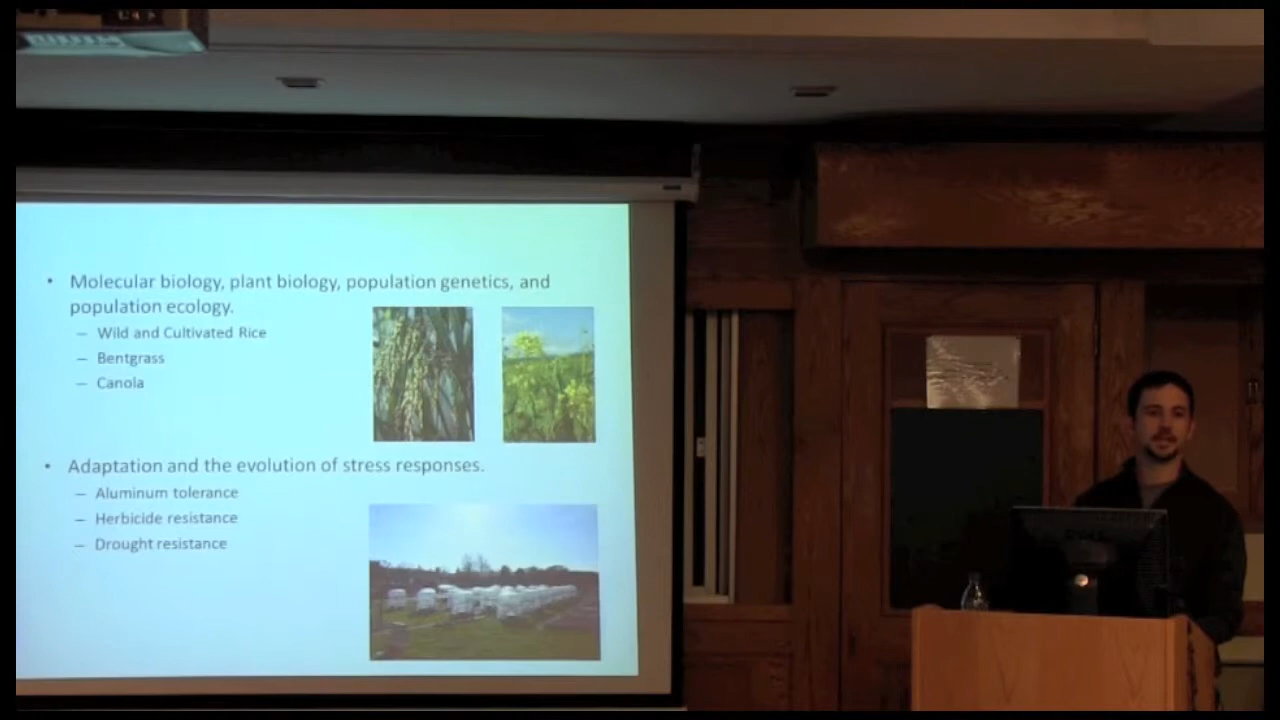 • Molecular biology, plant biology, population genetics, and
population ecology.
– Wild and Cultivated Rice
– Bentgrass
– Canola
• Adaptation and the evolution of stress responses.
– Aluminum tolerance
– Herbicide resistance
– Drought resistance